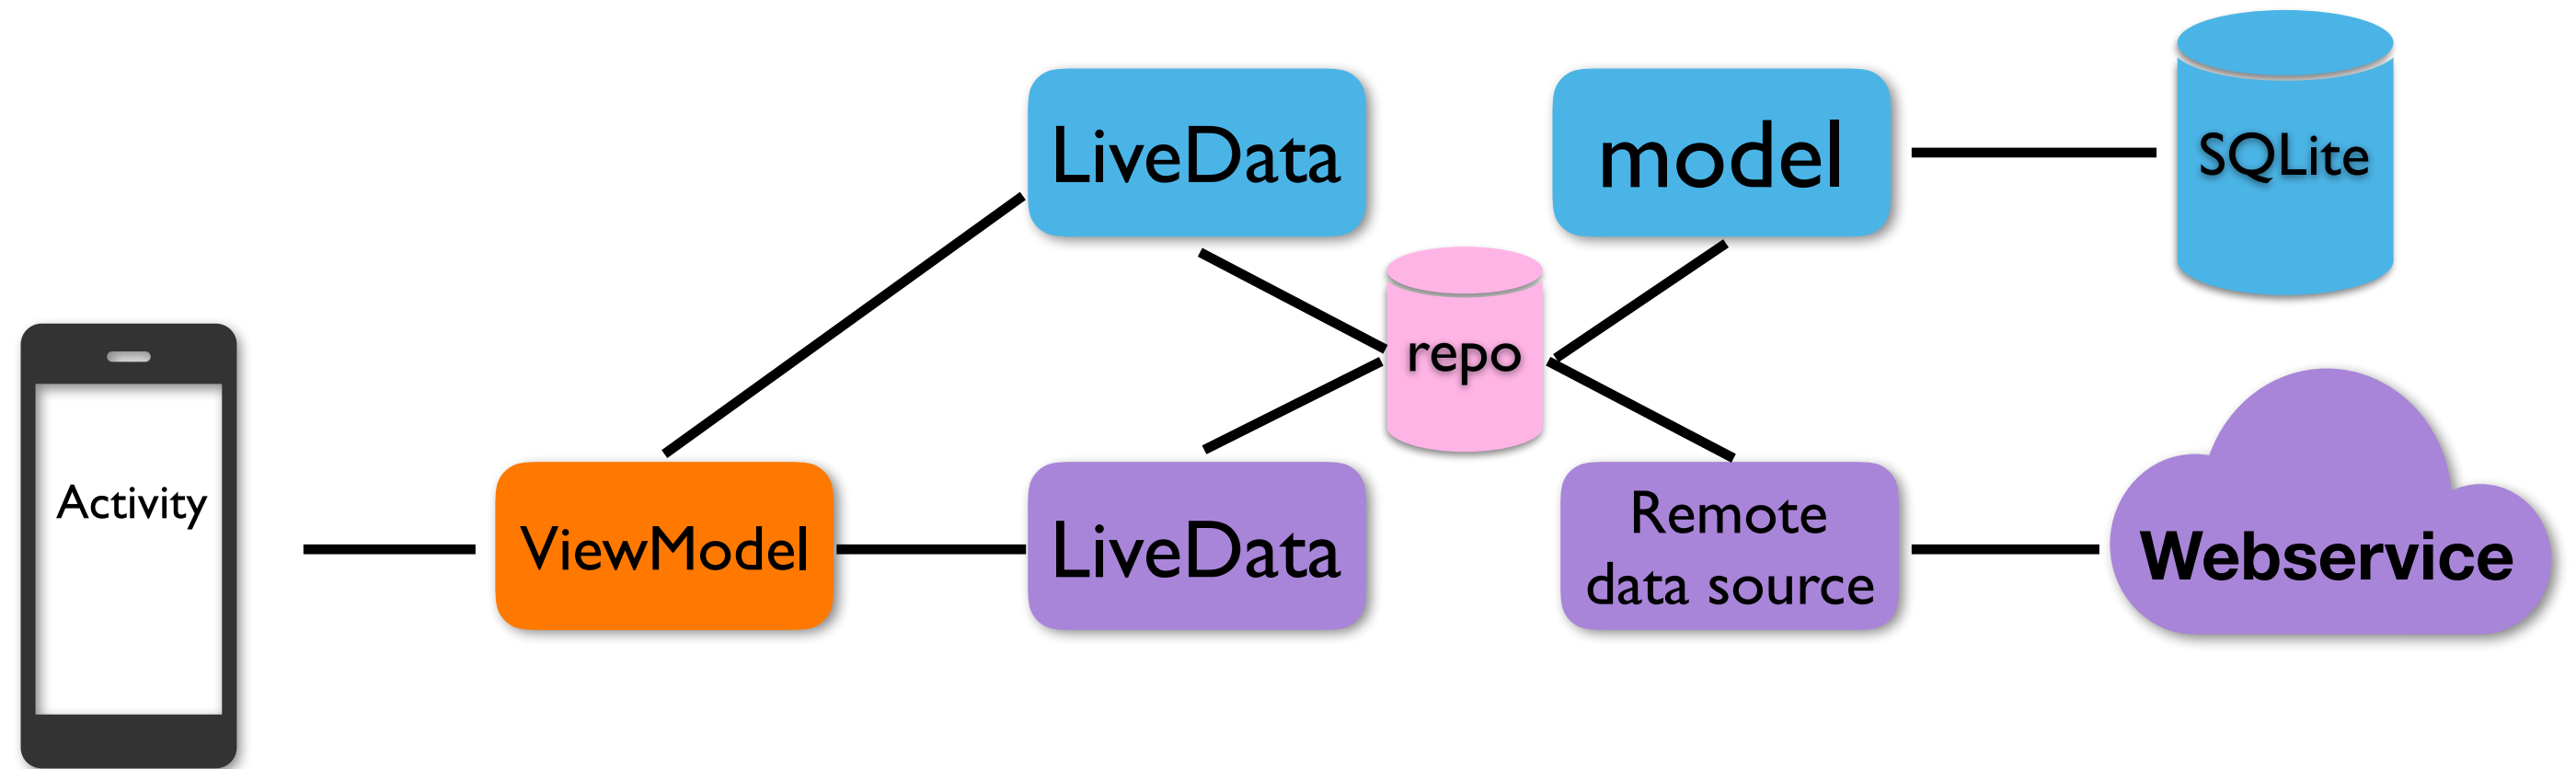 LiveData
model
SQLite
repo
Activity
ViewModel
LiveData
Remote
data source
Webservice